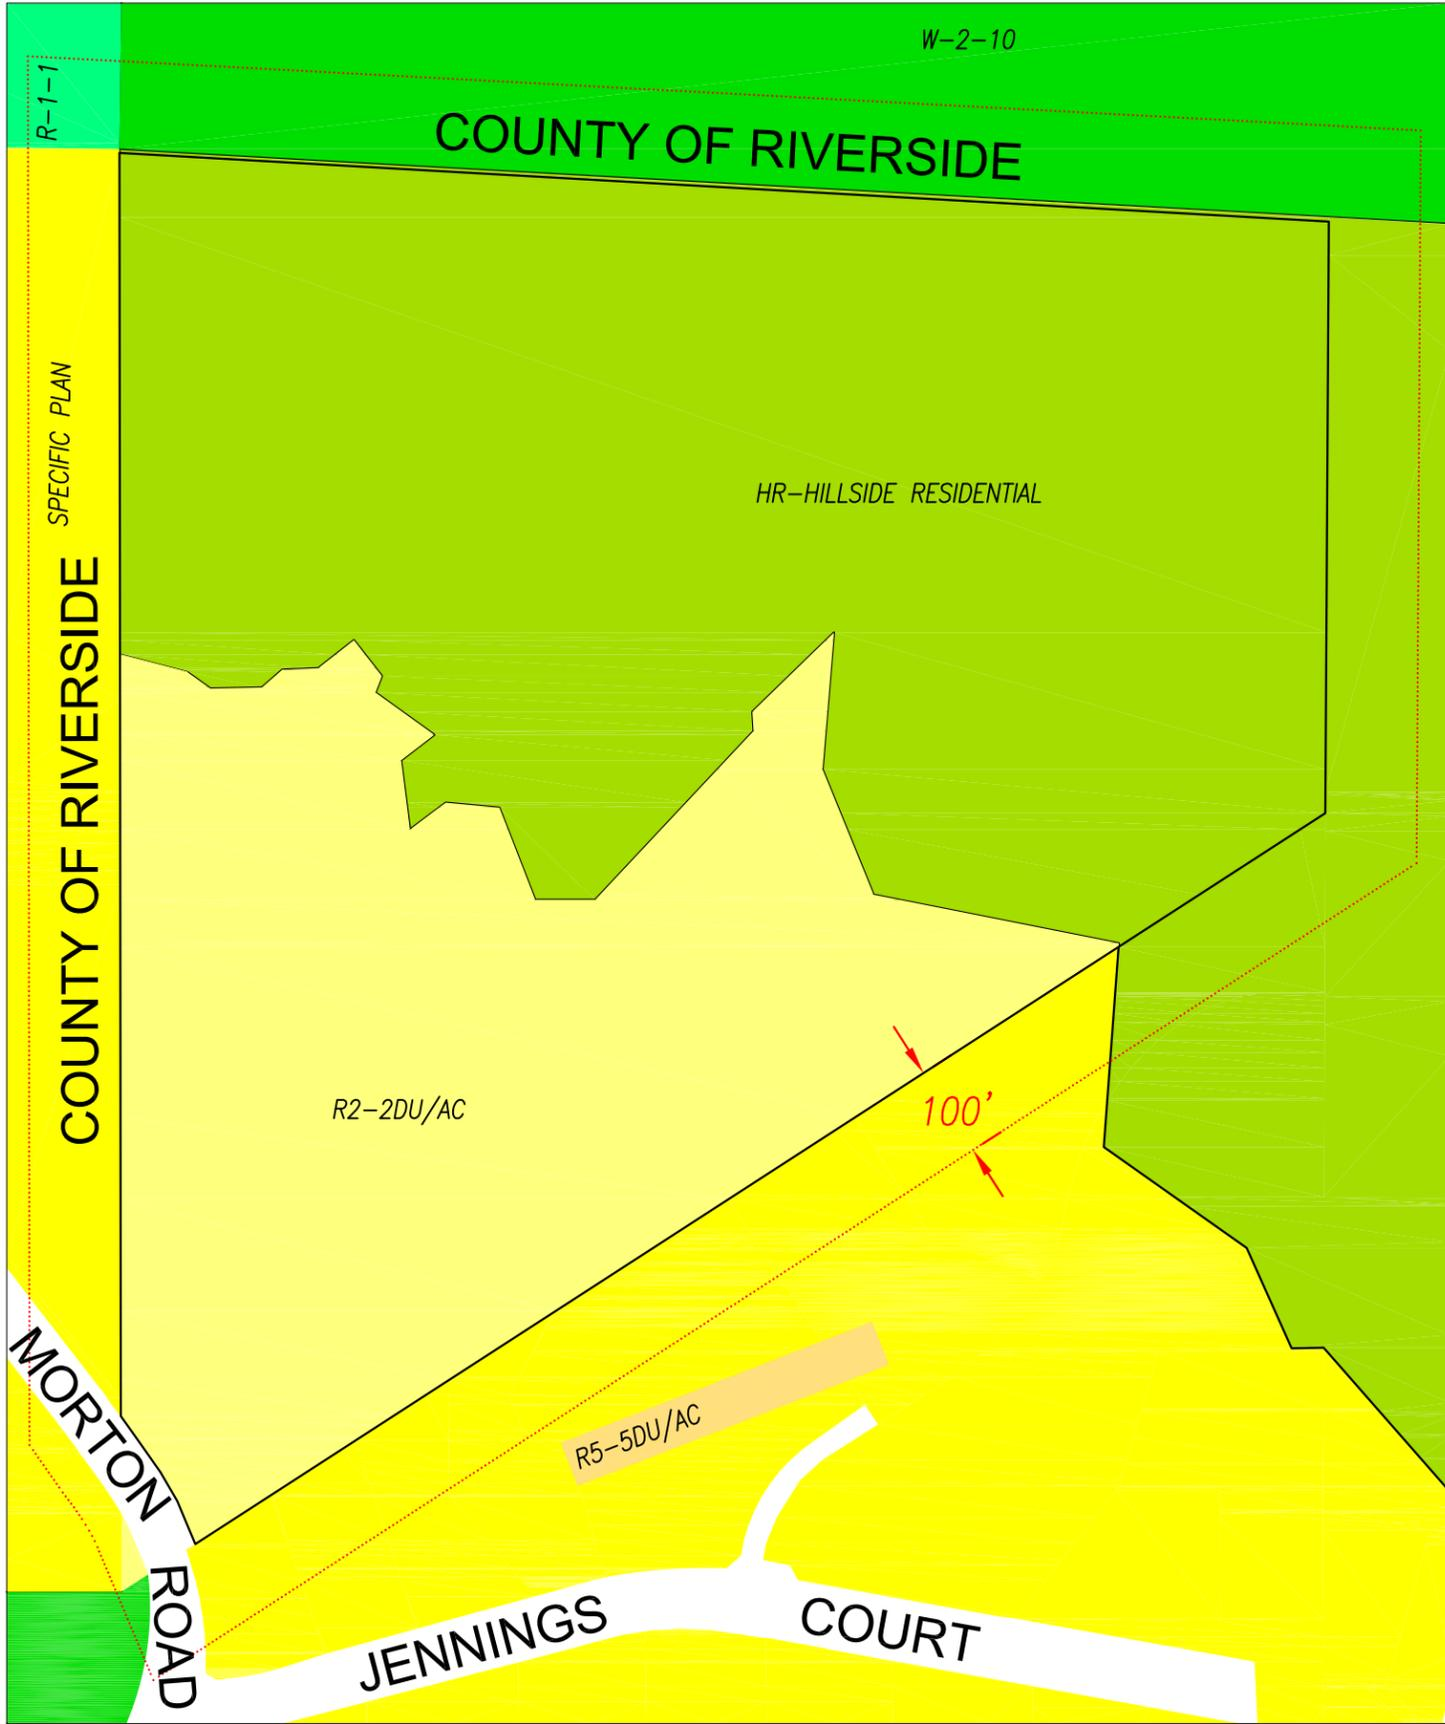 W-2-10
R-1-1
COUNTY OF RIVERSIDE
SPECIFIC PLAN
HR-HILLSIDE RESIDENTIAL
COUNTY OF RIVERSIDE
R2-2DU/AC
100'
MORTON ROAD
R5-5DU/AC
JENNINGS COURT